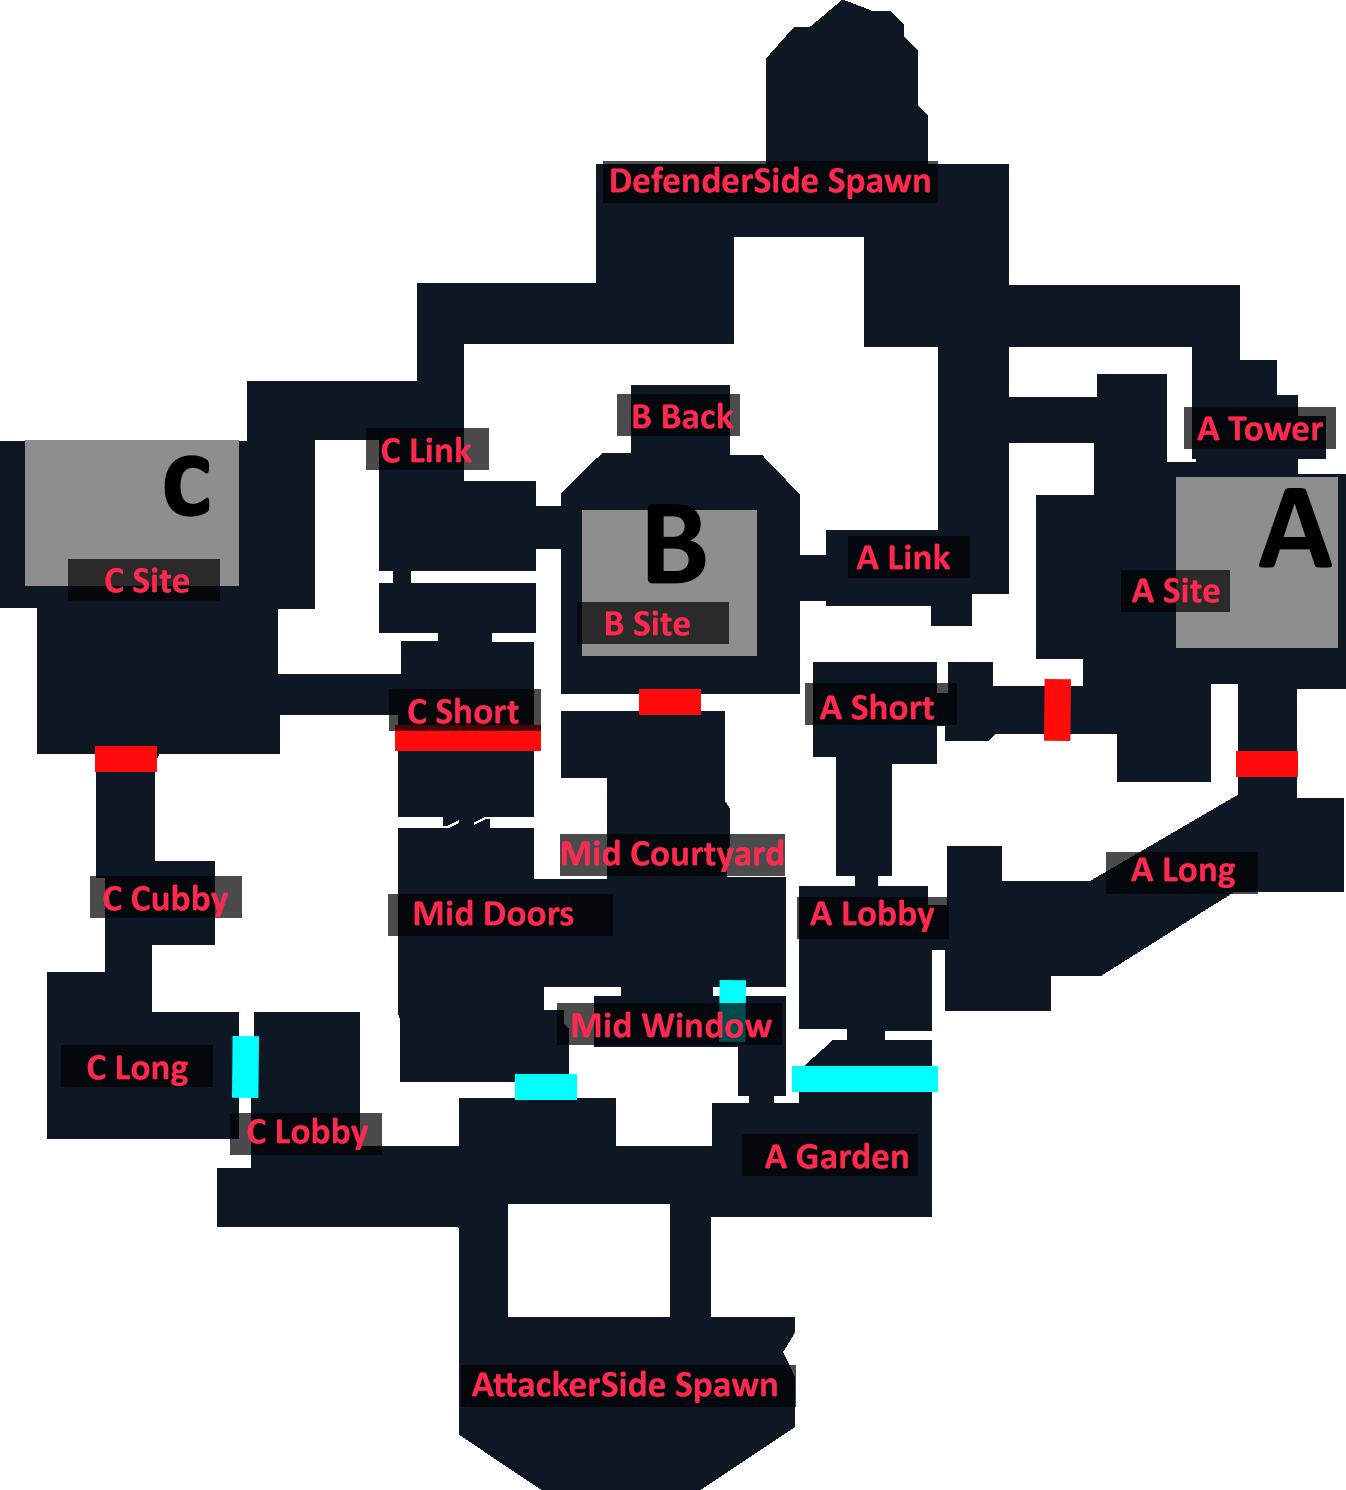 DefenderSide Spawn
B Back
A Tower
C Link
C
B
A
A Link
C Site
A Site
B Site
C Short
A Short
Mid Courtyard
A Long
C Cubby
Mid Doors
A Lobby
Mid Window
C Long
C Lobby
A Garden
AttackerSide Spawn